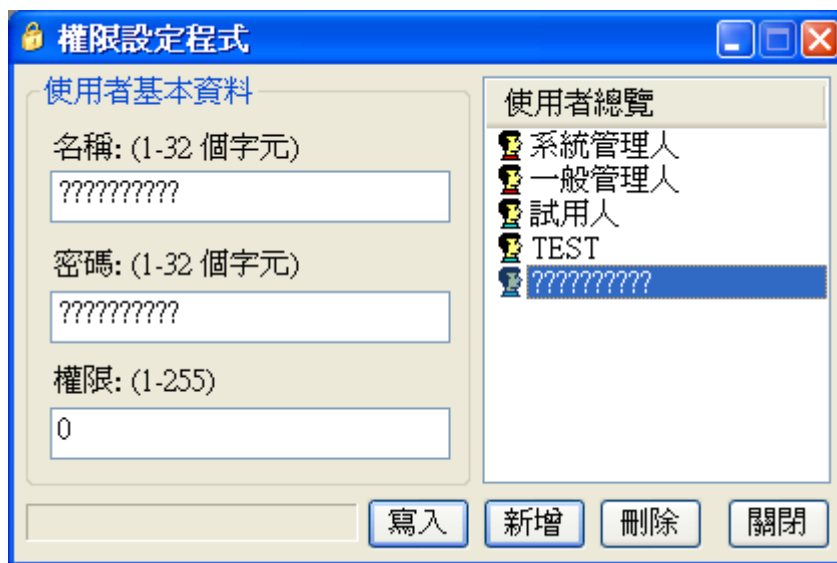 權限設定程式
使用者基本資料
名稱: (1-32 個字元)
??????????
密碼: (1-32 個字元)
??????????
權限: (1-255)
0
使用者總覽
系統管理人
一般管理人
試用人
TEST
??????????
寫入
新增
刪除
關閉